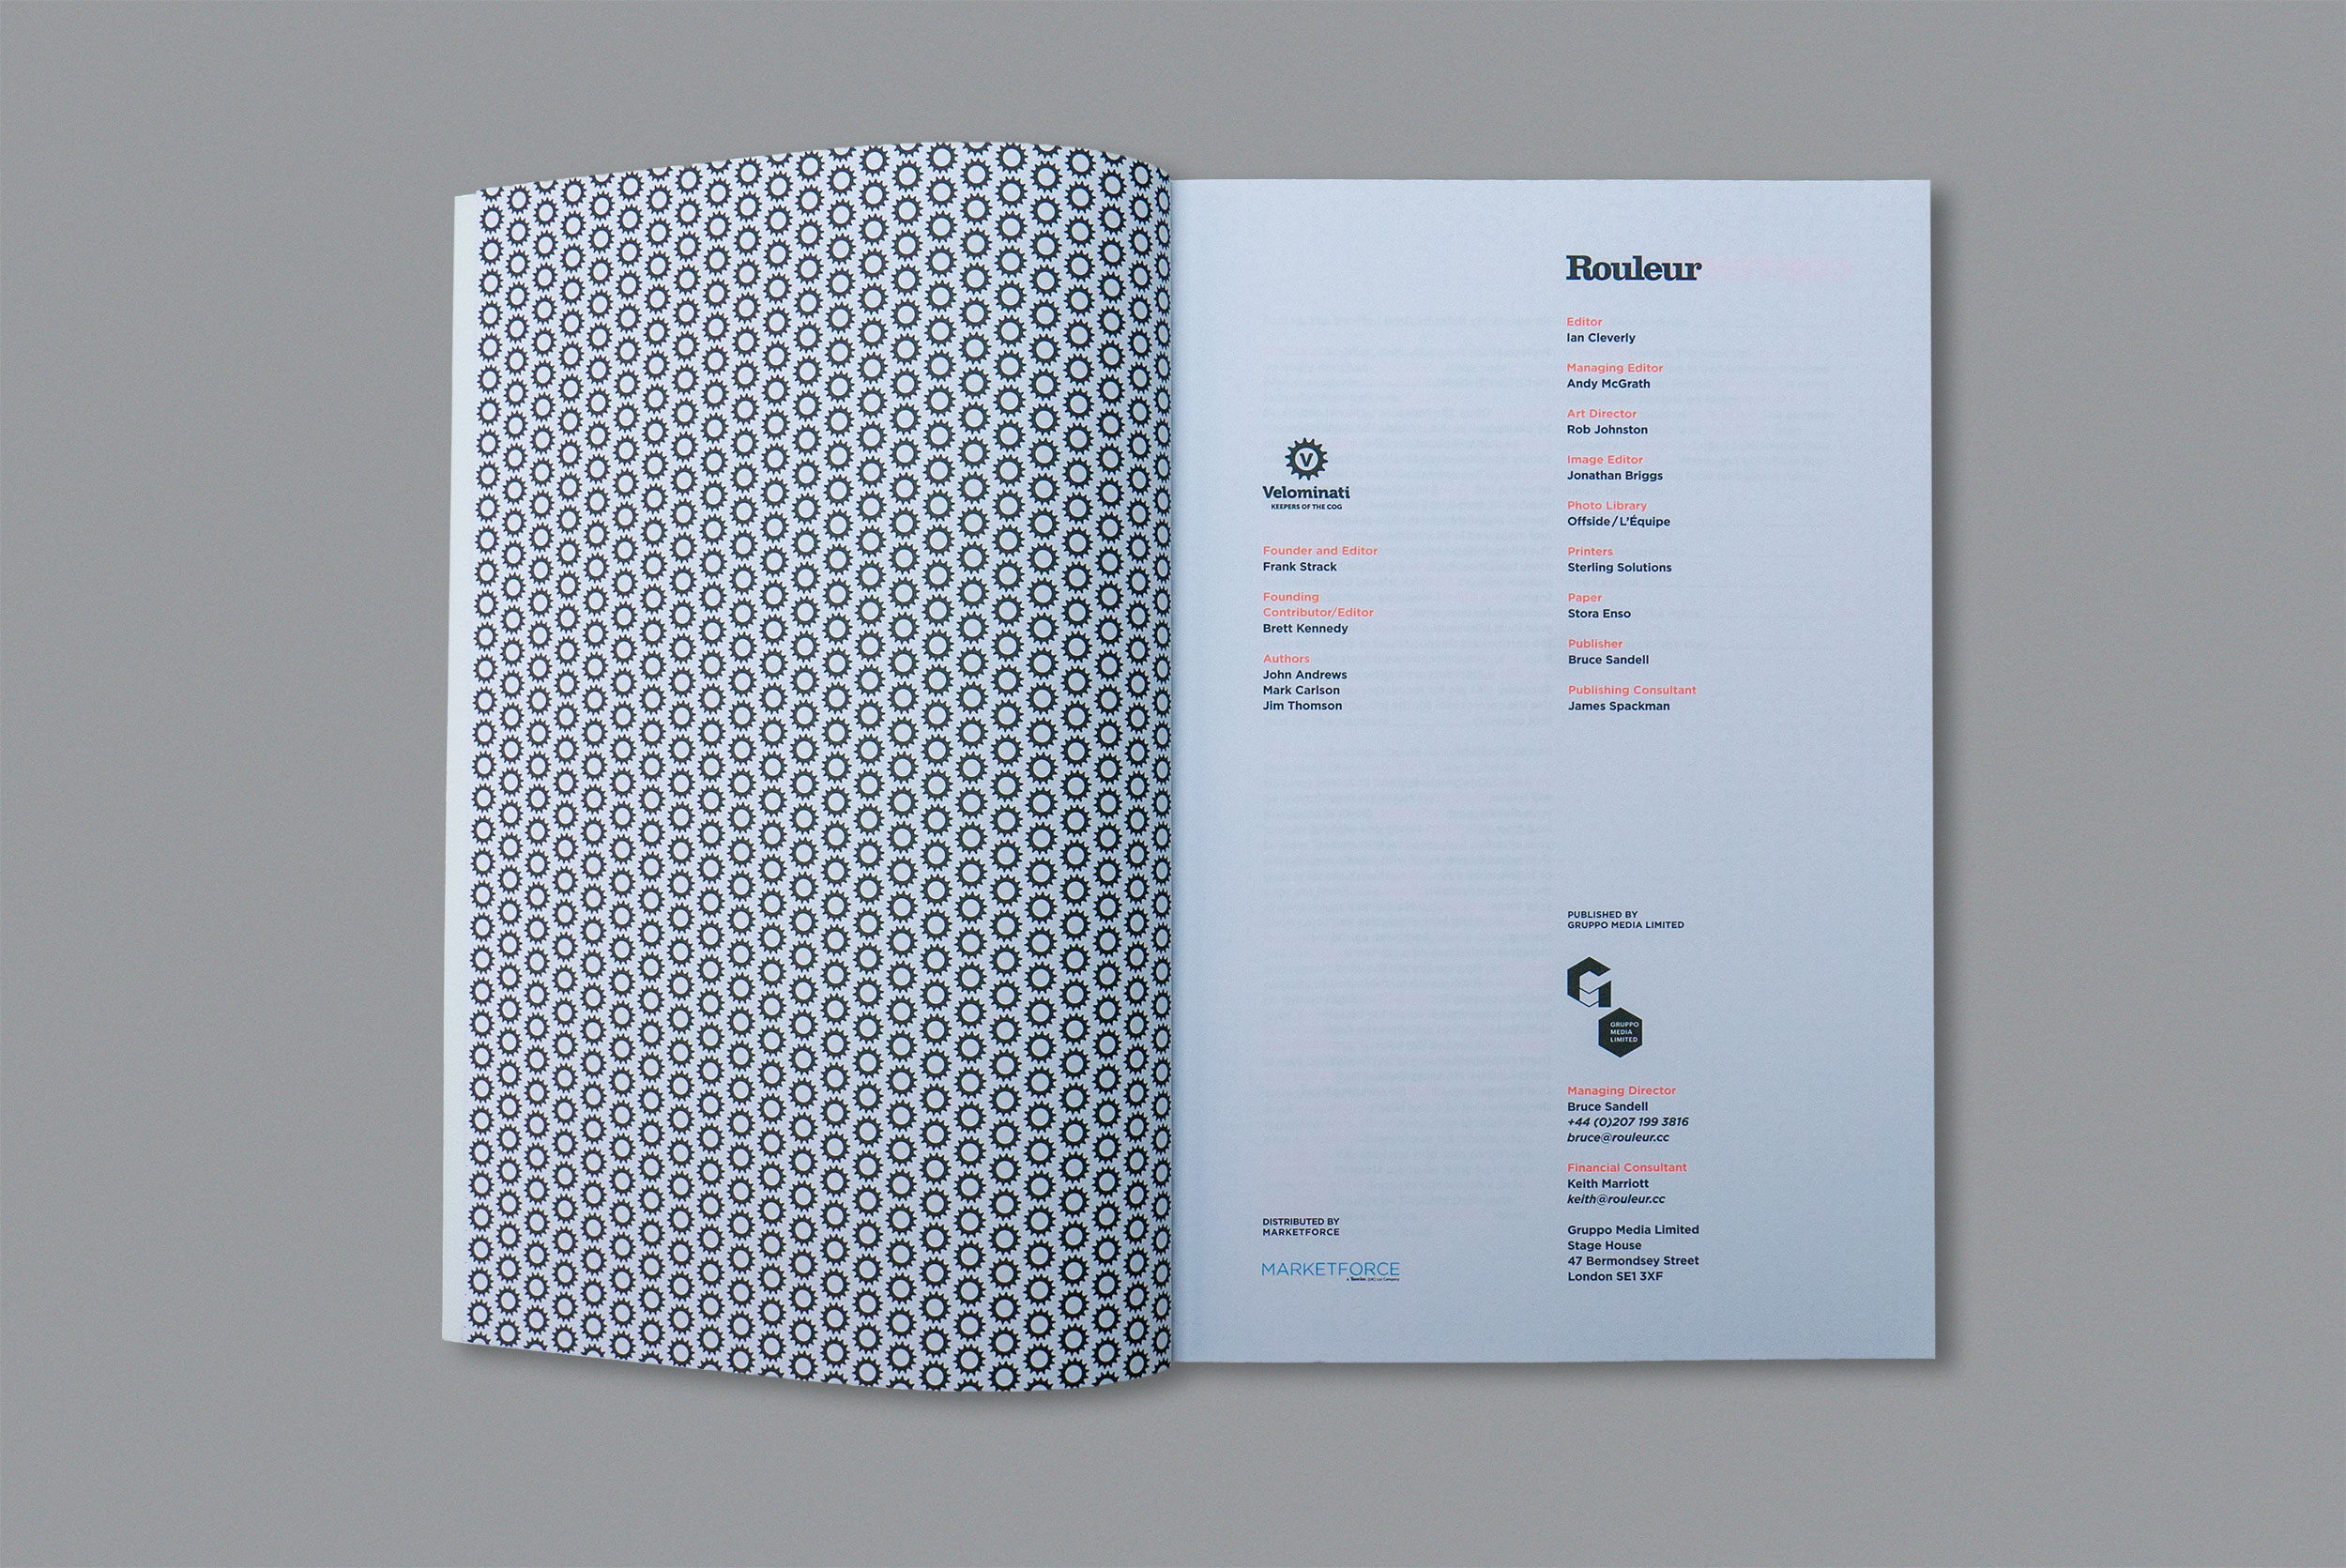 V
Velominati
KEEPERS OF THE COG
Founder and Editor
Frank Strack
Founding
Contributor/Editor
Brett Kennedy
Authors
John Andrews
Mark Carlson
Jim Thomson
DISTRIBUTED BY
MARKETFORCE
MARKETFORCE
Rouleur
Editor
Ian Cleverly
Managing Editor
Andy McGrath
Art Director
Rob Johnston
Image Editor
Jonathan Briggs
Photo Library
Offside / L'Équipe
Printers
Sterling Solutions
Paper
Stora Enso
Publisher
Bruce Sandell
Publishing Consultant
James Spackman
PUBLISHED BY
GRUPPO MEDIA LIMITED
GRUPPO
MEDIA
LIMITED
Managing Director
Bruce Sandell
+44 (0)207 199 3816
bruce@rouleur.cc
Financial Consultant
Keith Marriott
keith@rouleur.cc
Gruppo Media Limited
Stage House
47 Bermondsey Street
London SE1 3XF